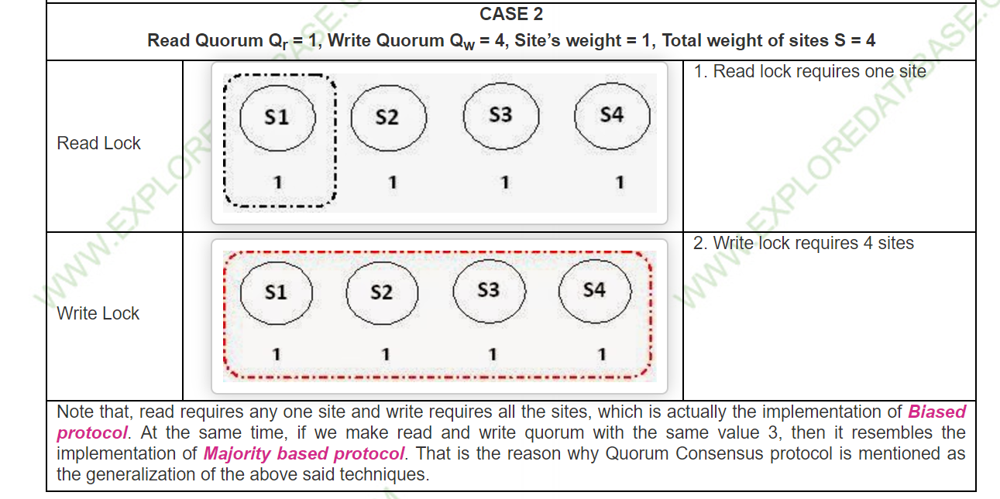 CASE 2
Read Quorum Qr = 1, Write Quorum Qw = 4, Site's weight = 1, Total weight of sites S = 4
Read Lock
S1 S2 S3 S4
1 1 1 1
1. Read lock requires one site
Write Lock
S1 S2 S3 S4
1 1 1 1
2. Write lock requires 4 sites
Note that, read requires any one site and write requires all the sites, which is actually the implementation of Biased
protocol. At the same time, if we make read and write quorum with the same value 3, then it resembles the
implementation of Majority based protocol. That is the reason why Quorum Consensus protocol is mentioned as
the generalization of the above said techniques.
WWW.EXPLOREDATABASE.C